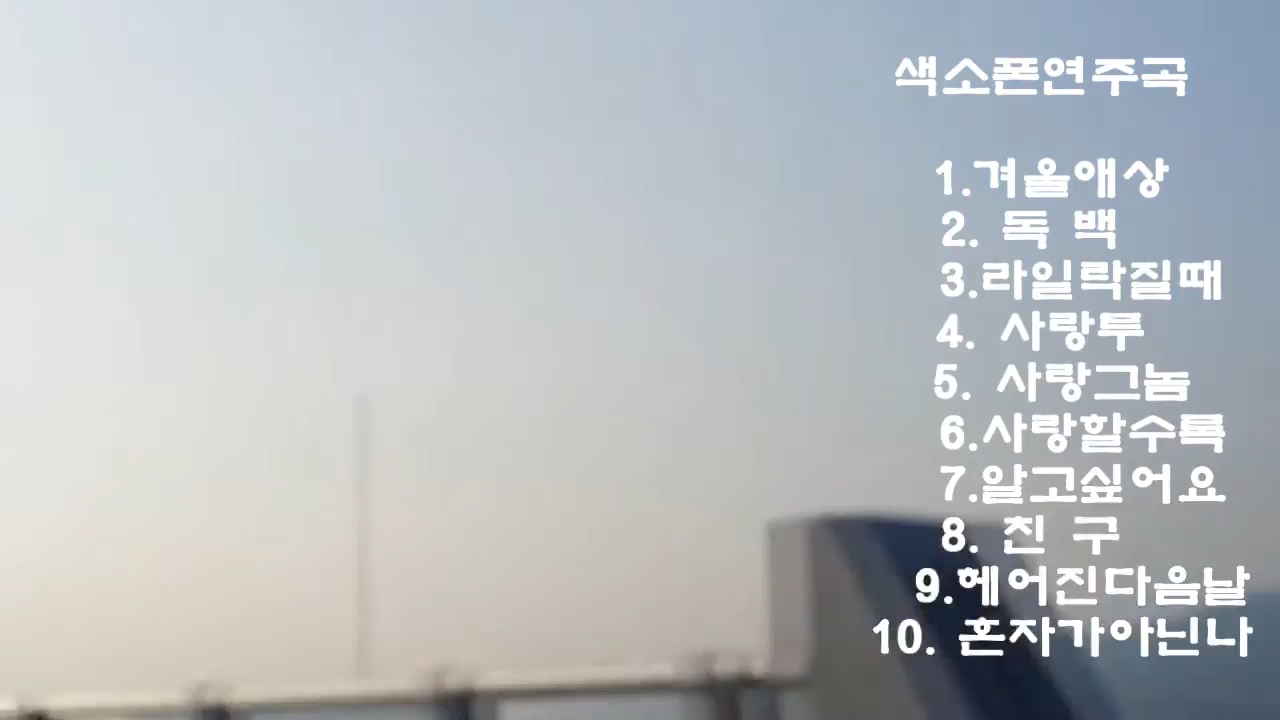 색소폰연주곡
1.겨울애상
2. 독 백
3.라일락질때
4. 사랑투
5. 사랑그놈
6.사랑할수록
7.알고싶어요
8. 친 구
9.헤어진다음날
10. 혼자가아닌나